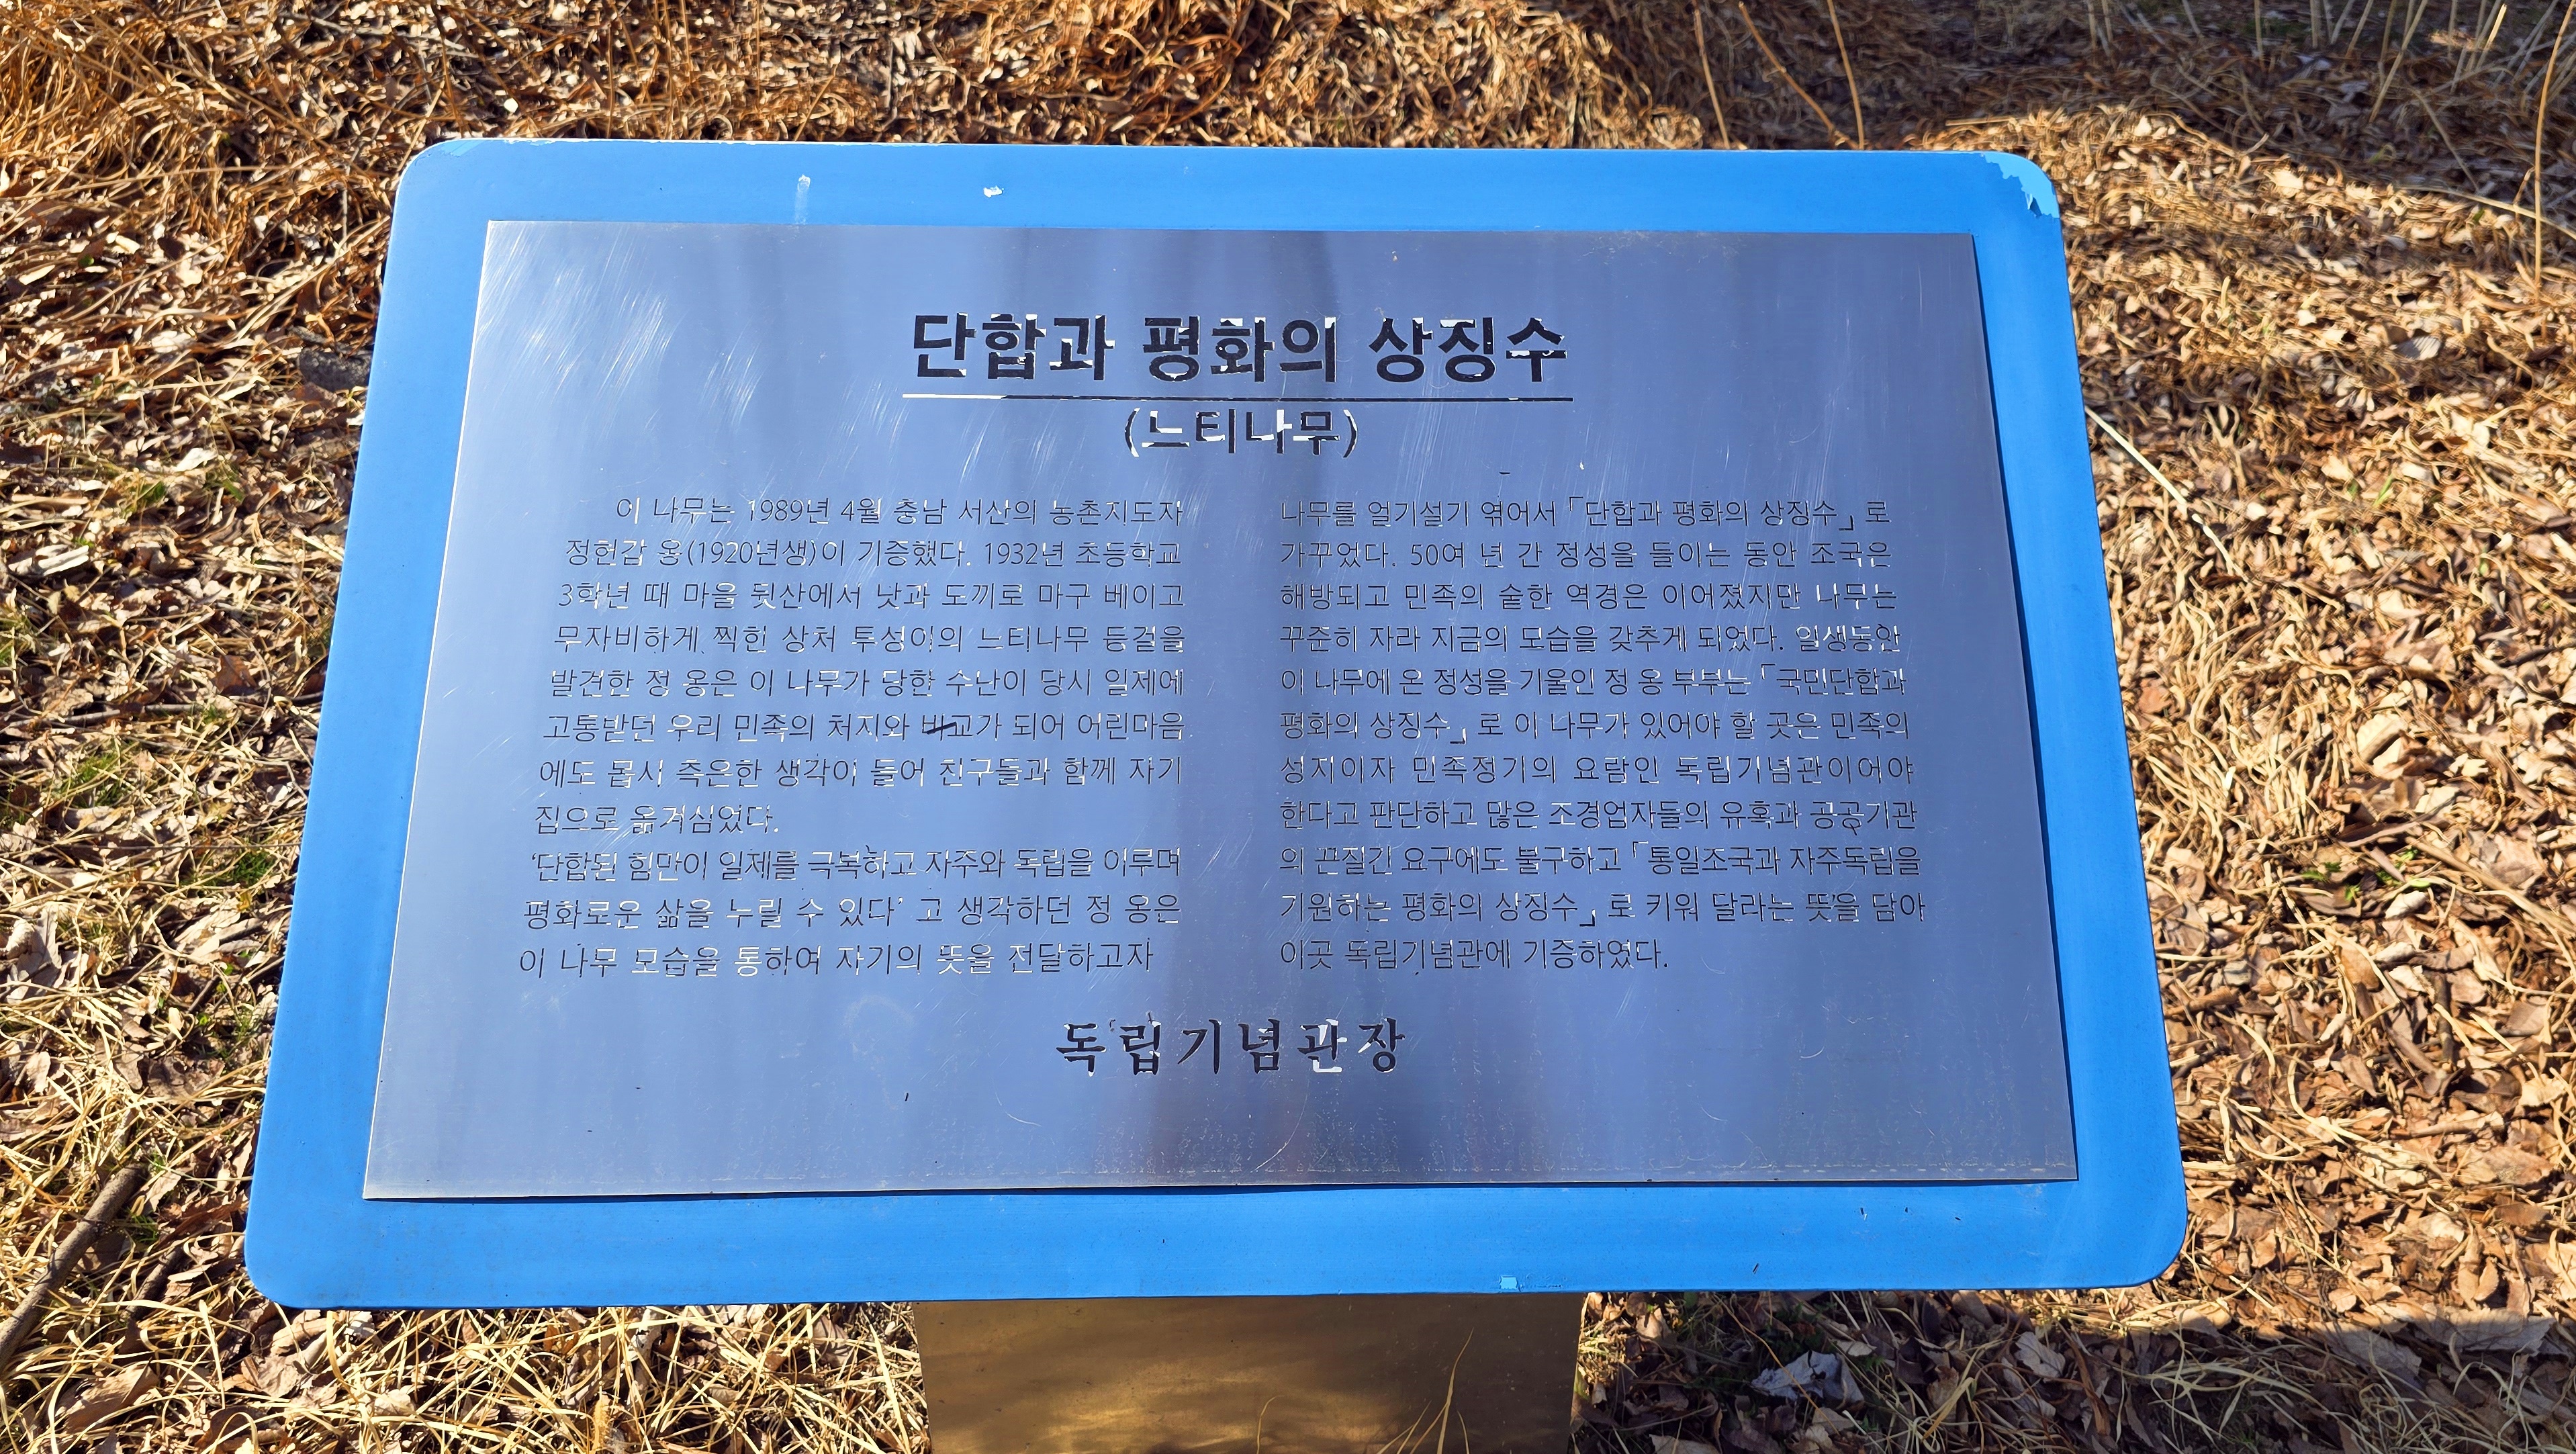 단합과 평화의 상징수
(느티나무)
이 나무는 1989년 4월 충남 서산의 농촌지도자
정헌갑 옹(1920년생)이 기증했다. 1932년 초등학교
3학년 때 마을 뒷산에서 낫과 도끼로 마구 베이고
무자비하게 찍힌 상처 투성이의 느티나무 등걸을
발견한 정 옹은 이 나무가 당한 수난이 당시 일제에
고통받던 우리 민족의 처지와 비교가 되어 어린마음
에도 몹시 측은한 생각이 들어 친구들과 함께 자기
집으로 옮겨심었다.
‘단합된 힘만이 일제를 극복하고 자주와 독립을 이루며
평화로운 삶을 누릴 수 있다’ 고 생각하던 정 옹은
이 나무 모습을 통하여 자기의 뜻을 전달하고자
나무를 얼기설기 엮어서 「단합과 평화의 상징수」 로
가꾸었다. 50여 년 간 정성을 들이는 동안 조국은
해방되고 민족의 숱한 역경은 이어졌지만 나무는
꾸준히 자라 지금의 모습을 갖추게 되었다. 일생동안
이 나무에 온 정성을 기울인 정 옹 부부는 「국민단합과
평화의 상징수」 로 이 나무가 있어야 할 곳은 민족의
성지이자 민족정기의 요람인 독립기념관이어야
한다고 판단하고 많은 조경업자들의 유혹과 공공기관
의 끈질긴 요구에도 불구하고 「통일조국과 자주독립을
기원하는 평화의 상징수」 로 키워 달라는 뜻을 담아
이곳 독립기념관에 기증하였다.
독립기념관장